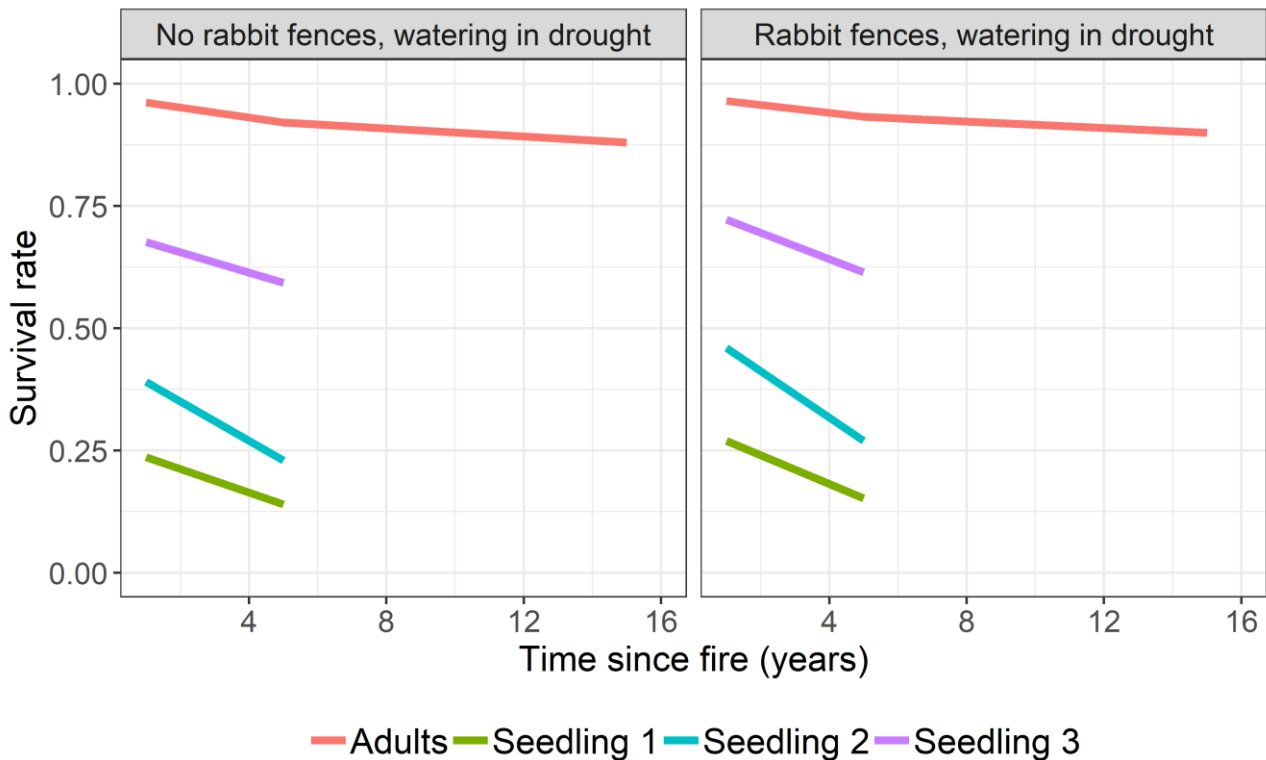 No rabbit fences, watering in drought
Rabbit fences, watering in drought
1.00
0.75
0.50
0.25
0.00
Survival rate
4 8 12 16
4 8 12 16
Time since fire (years)
Adults Seedling 1 Seedling 2 Seedling 3